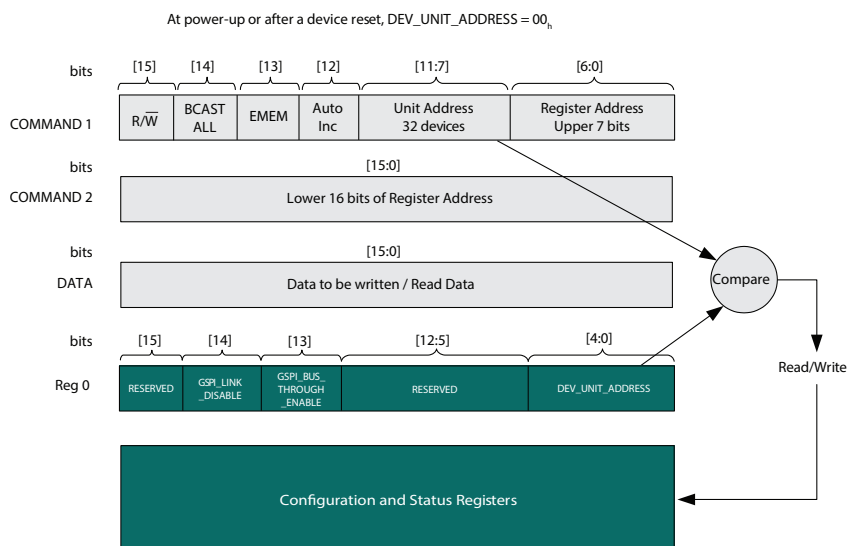 At power-up or after a device reset, DEV_UNIT_ADDRESS = 00h
bits [15] [14] [13] [12] [11:7] [6:0]
COMMAND 1
R/W̅
BCAST
ALL
EMEM
Auto
Inc
Unit Address
32 devices
Register Address
Upper 7 bits
bits [15:0]
COMMAND 2
Lower 16 bits of Register Address
bits [15:0]
DATA
Data to be written / Read Data
Compare
bits [15] [14] [13] [12:5] [4:0]
Reg 0
RESERVED
GSPI_LINK
_DISABLE
GSPI_BUS_
THROUGH
_ENABLE
RESERVED
DEV_UNIT_ADDRESS
Read/Write
Configuration and Status Registers